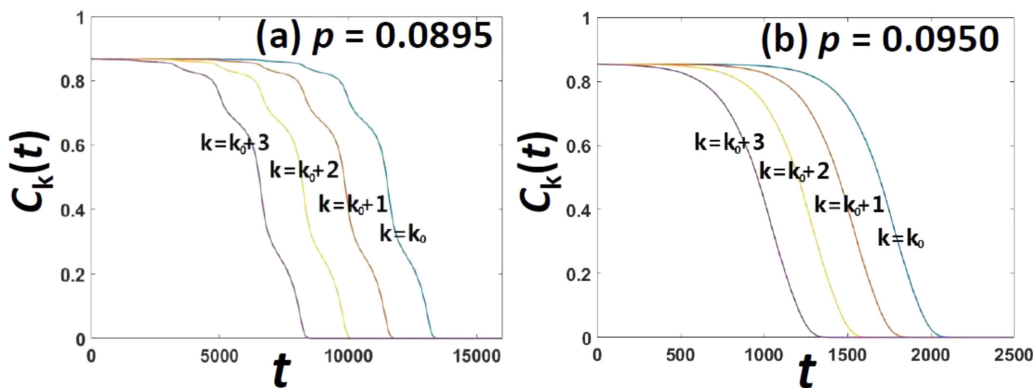 (a) p = 0.0895
1
0.8
0.6
0.4
0.2
0
Cₖ(t)
k=k₀+3
k=k₀+2
k=k₀+1
k=k₀
0
5000
10000
15000
t
(b) p = 0.0950
1
0.8
0.6
0.4
0.2
0
Cₖ(t)
k=k₀+3
k=k₀+2
k=k₀+1
k=k₀
0
500
1000
1500
2000
2500
t